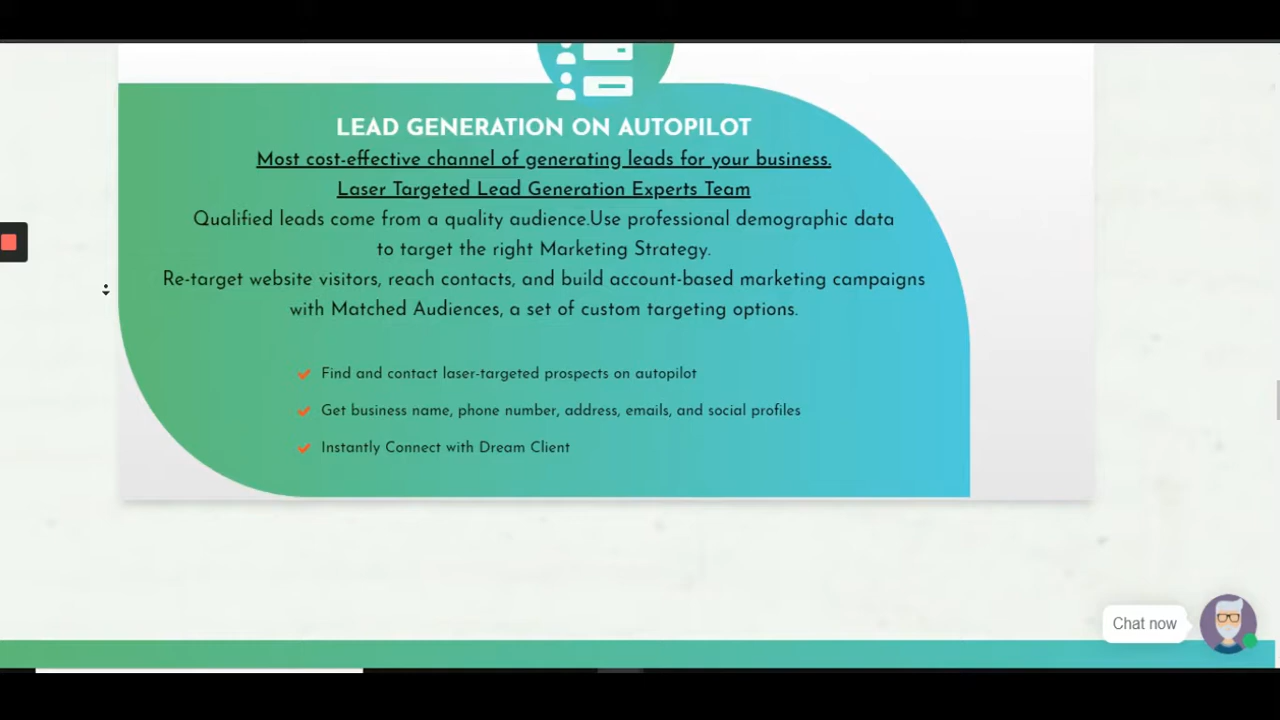 LEAD GENERATION ON AUTOPILOT
Most cost-effective channel of generating leads for your business.
Laser Targeted Lead Generation Experts Team
Qualified leads come from a quality audience.Use professional demographic data
to target the right Marketing Strategy.
Re-target website visitors, reach contacts, and build account-based marketing campaigns
with Matched Audiences, a set of custom targeting options.
Find and contact laser-targeted prospects on autopilot
Get business name, phone number, address, emails, and social profiles
Instantly Connect with Dream Client
Chat now